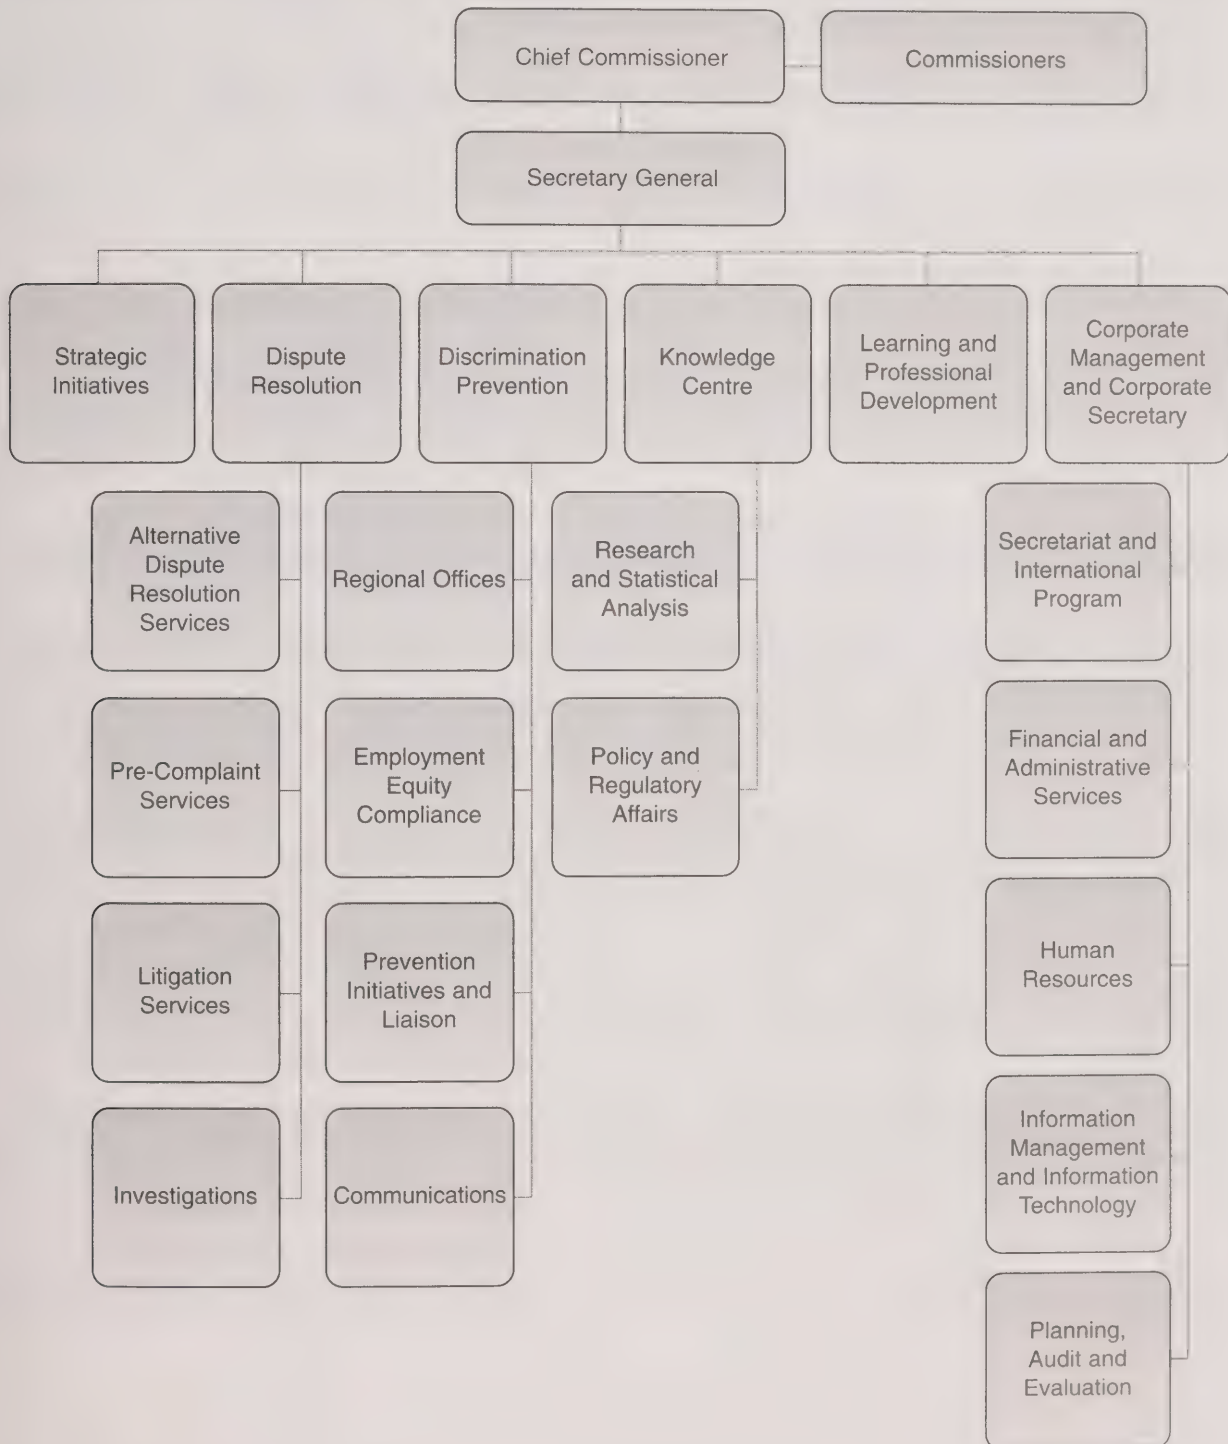 Chief Commissioner
Commissioners
Secretary General
Strategic
Initiatives
Dispute
Resolution
Discrimination
Prevention
Knowledge
Centre
Learning and
Professional
Development
Corporate
Management
and Corporate
Secretary
Alternative
Dispute
Resolution
Services
Pre-Complaint
Services
Litigation
Services
Investigations
Regional Offices
Employment
Equity
Compliance
Prevention
Initiatives and
Liaison
Communications
Research
and Statistical
Analysis
Policy and
Regulatory
Affairs
Secretariat and
International
Program
Financial and
Administrative
Services
Human
Resources
Information
Management
and Information
Technology
Planning,
Audit and
Evaluation